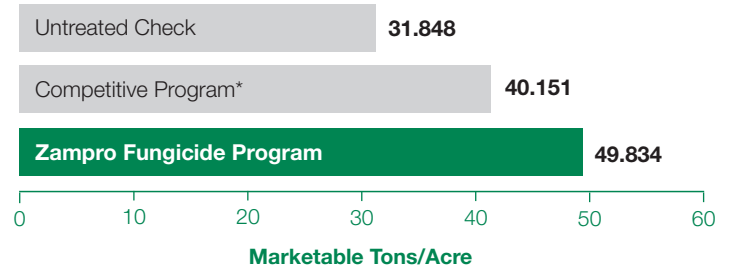 Untreated Check 31.848
Competitive Program* 40.151
Zampro Fungicide Program 49.834
0 10 20 30 40 50 60
Marketable Tons/Acre